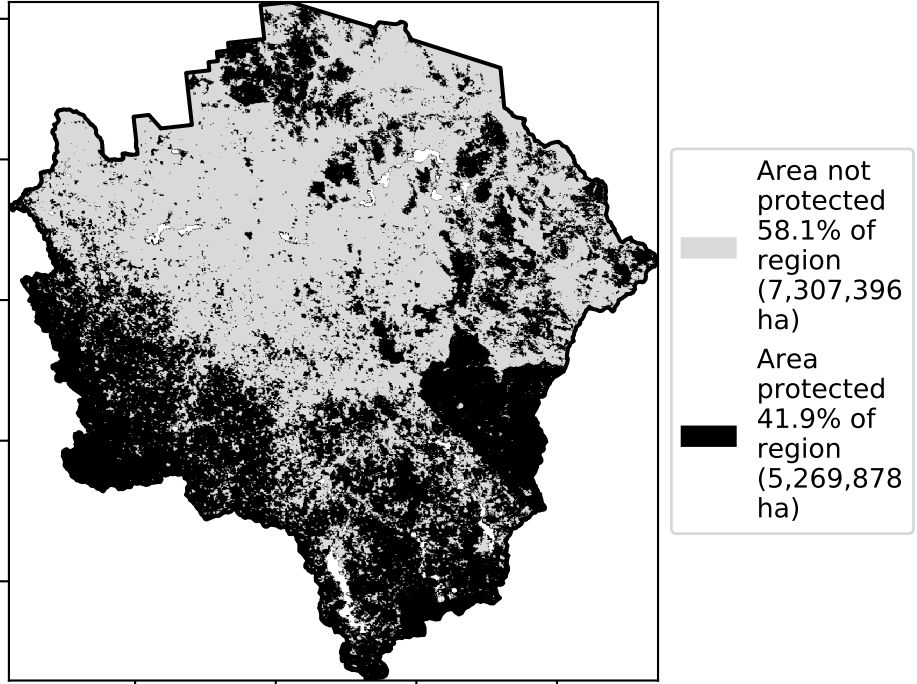 Area not
protected
58.1% of
region
(7,307,396
ha)
Area
protected
41.9% of
region
(5,269,878
ha)